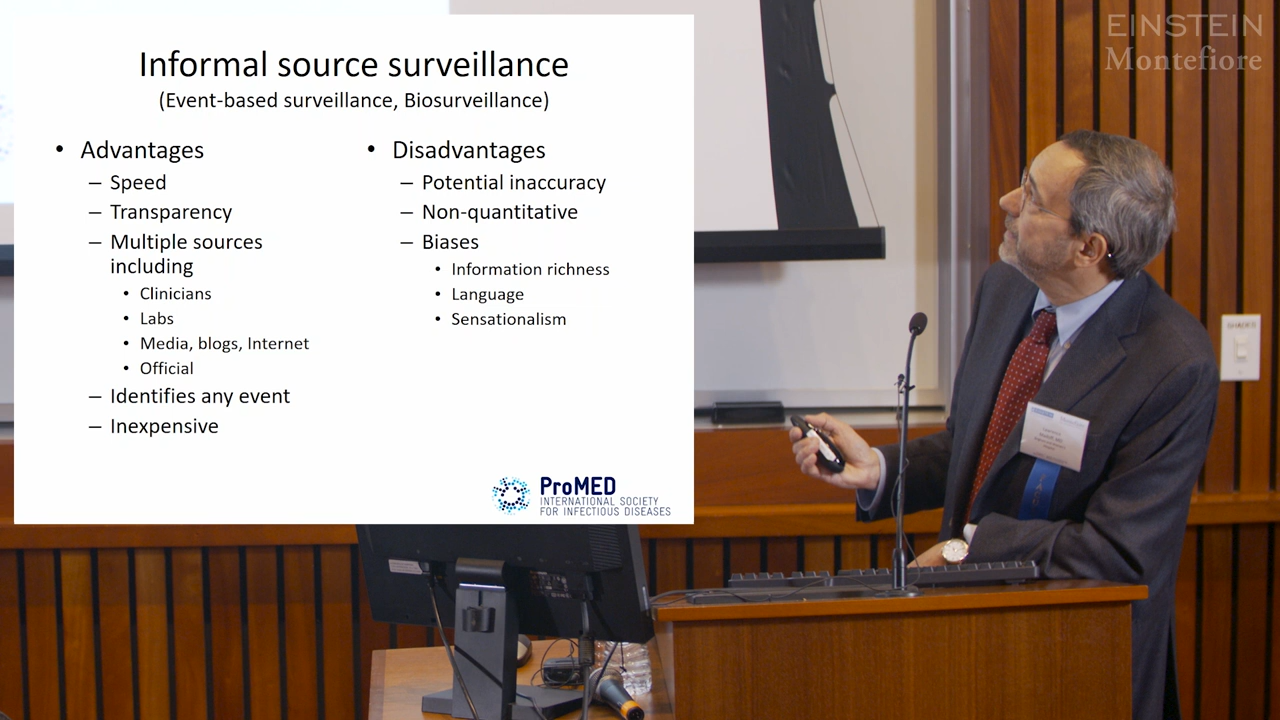 EINSTEIN
Montefiore
Informal source surveillance
(Event-based surveillance, Biosurveillance)
• Advantages
– Speed
– Transparency
– Multiple sources
including
• Clinicians
• Labs
• Media, blogs, Internet
• Official
– Identifies any event
– Inexpensive
• Disadvantages
– Potential inaccuracy
– Non-quantitative
– Biases
• Information richness
• Language
• Sensationalism
ProMED
INTERNATIONAL SOCIETY
FOR INFECTIOUS DISEASES
SHADES